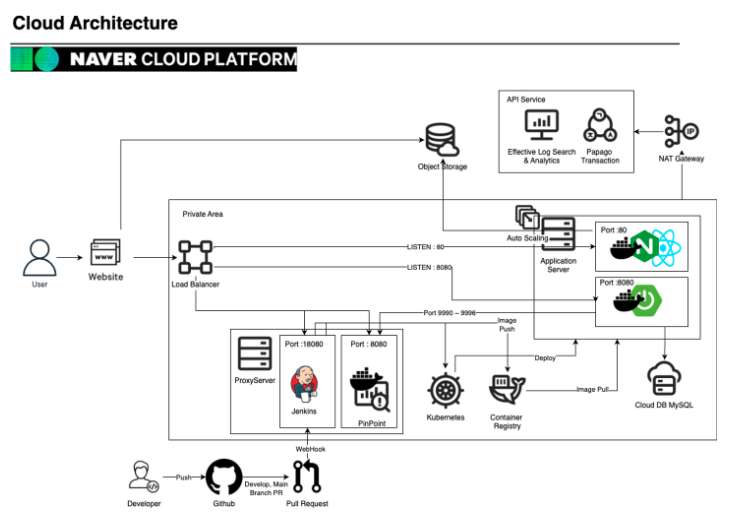 Cloud Architecture
NAVER CLOUD PLATFORM
API Service
Effective Log Search
& Analytics
Papago
Transaction
IP
NAT Gateway
Object Storage
Private Area
Auto Scaling
Application
Server
Port :80
Port :8080
User
www
Website
Load Balancer
LISTEN : 80
LISTEN : 8080
Port 9990 ~ 9996
Image
Push
ProxyServer
Port :18080
Jenkins
Port : 8080
PinPoint
Kubernetes
Deploy
Container
Registry
Image Pull
Cloud DB MySQL
WebHook
Developer
Push
Github
Develop, Main
Branch PR
Pull Request